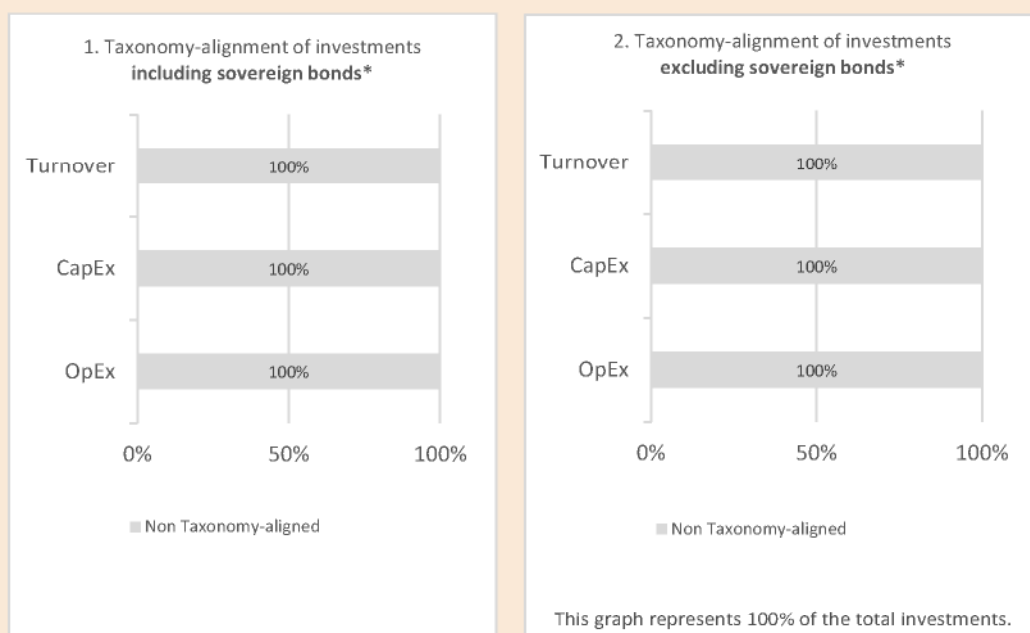 1. Taxonomy-alignment of investments
including sovereign bonds*
Turnover
100%
CapEx
100%
OpEx
100%
0% 50% 100%
Non Taxonomy-aligned
2. Taxonomy-alignment of investments
excluding sovereign bonds*
Turnover
100%
CapEx
100%
OpEx
100%
0% 50% 100%
Non Taxonomy-aligned
This graph represents 100% of the total investments.